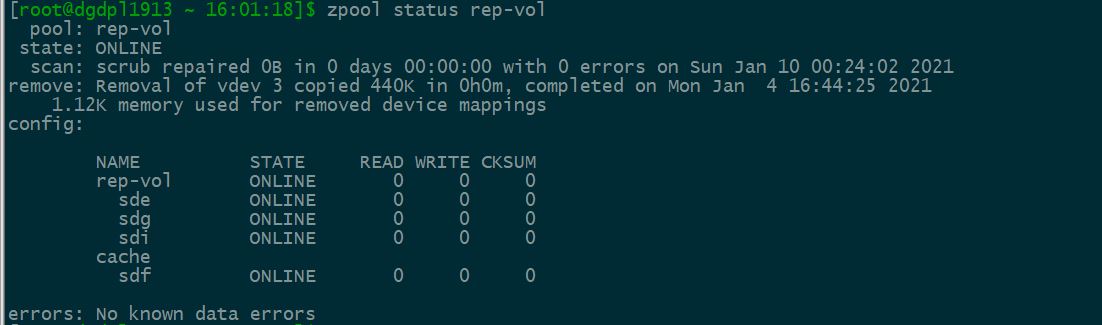 [root@dgdpl1913 ~ 16:01:18]$ zpool status rep-vol
  pool: rep-vol
 state: ONLINE
  scan: scrub repaired 0B in 0 days 00:00:00 with 0 errors on Sun Jan 10 00:24:02 2021
remove: Removal of vdev 3 copied 440K in 0h0m, completed on Mon Jan  4 16:44:25 2021
    1.12K memory used for removed device mappings
config:

        NAME          STATE     READ WRITE CKSUM
        rep-vol       ONLINE       0     0     0
          sde         ONLINE       0     0     0
          sdg         ONLINE       0     0     0
          sdi         ONLINE       0     0     0
        cache
          sdf         ONLINE       0     0     0

errors: No known data errors